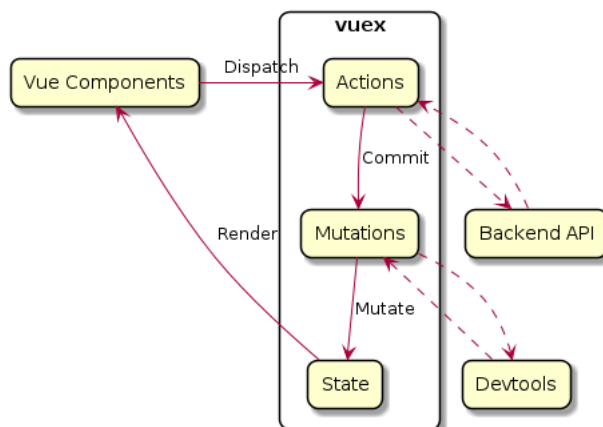 vuex
Vue Components
Dispatch
Actions
Commit
Render
Mutations
Backend API
Mutate
State
Devtools